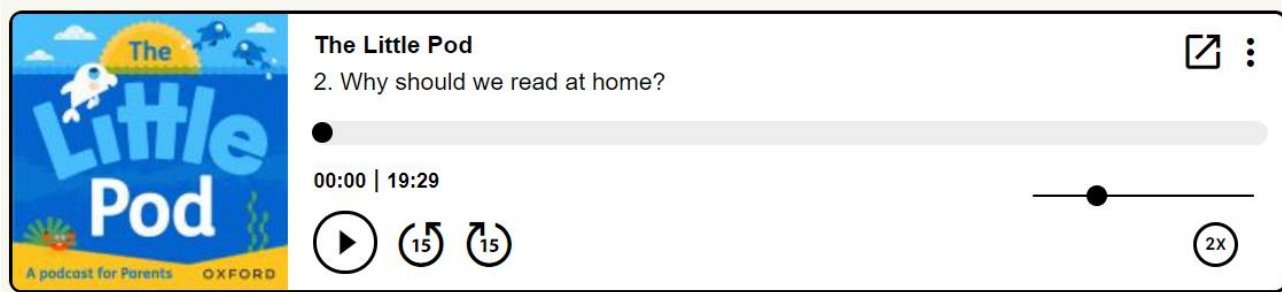 The
Little
Pod
A podcast for Parents OXFORD
The Little Pod
2. Why should we read at home?
00:00 | 19:29
15 15
2X